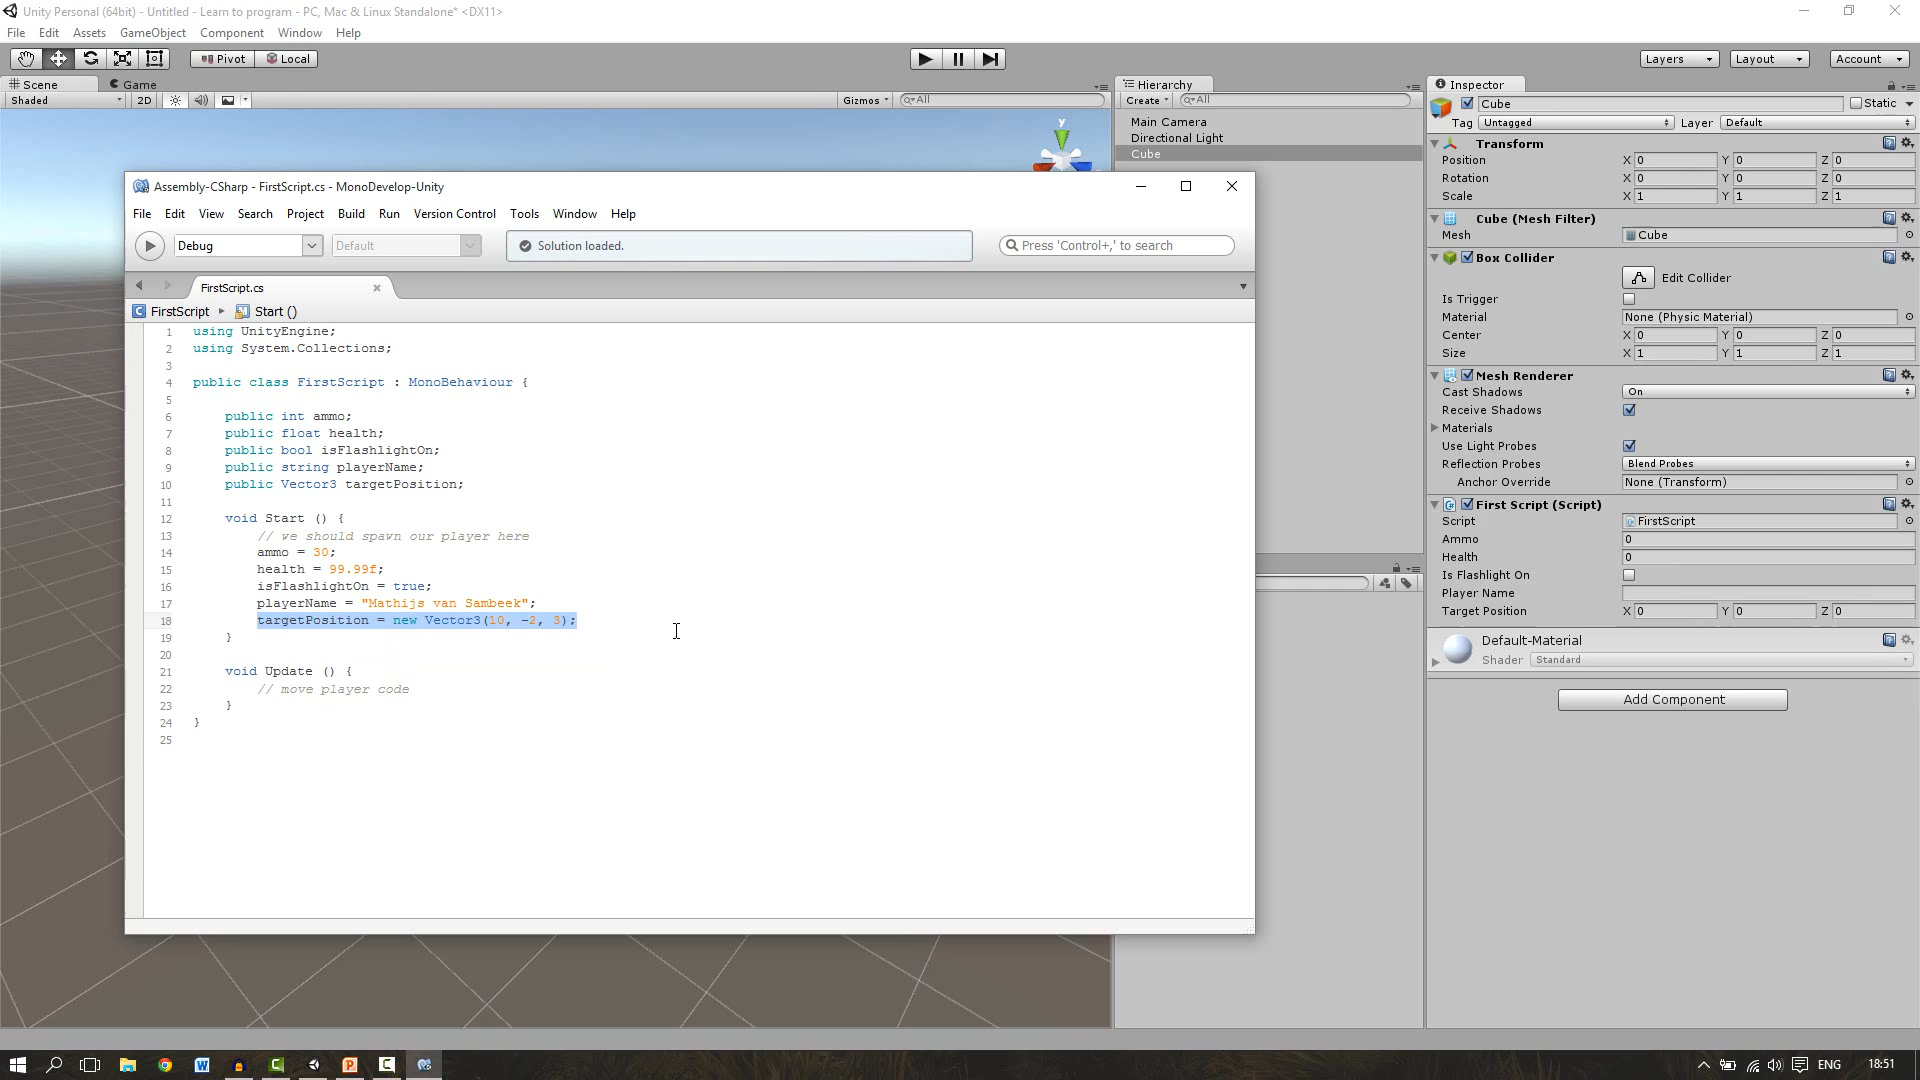 Unity Personal (64bit) - Untitled - Learn to program - PC, Mac & Linux Standalone* <DX11>
File Edit Assets GameObject Component Window Help
Pivot Local Layers Layout Account
Scene Game Hierarchy Inspector
Shaded 2D Gizmos All Create All Cube Static
Tag Untagged Layer Default
Main Camera
Directional Light
Cube
y
Transform
Position X 0 Y 0 Z 0
Rotation X 0 Y 0 Z 0
Scale X 1 Y 1 Z 1
Cube (Mesh Filter)
Mesh Cube
Box Collider
Edit Collider
Is Trigger
Material None (Physic Material)
Center X 0 Y 0 Z 0
Size X 1 Y 1 Z 1
Mesh Renderer
Cast Shadows On
Receive Shadows
Materials
Use Light Probes
Reflection Probes Blend Probes
Anchor Override None (Transform)
First Script (Script)
Script FirstScript
Ammo 0
Health 0
Is Flashlight On
Player Name
Target Position X 0 Y 0 Z 0
Default-Material
Shader Standard
Add Component
Assembly-CSharp - FirstScript.cs - MonoDevelop-Unity
File Edit View Search Project Build Run Version Control Tools Window Help
Debug Default Solution loaded. Press 'Control+,' to search
FirstScript.cs
FirstScript Start ()
1 using UnityEngine;
2 using System.Collections;
3
4 public class FirstScript : MonoBehaviour {
5
6 public int ammo;
7 public float health;
8 public bool isFlashlightOn;
9 public string playerName;
10 public Vector3 targetPosition;
11
12 void Start () {
13 // we should spawn our player here
14 ammo = 30;
15 health = 99.99f;
16 isFlashlightOn = true;
17 playerName = "Mathijs van Sambeek";
18 targetPosition = new Vector3(10, -2, 3);
19 }
20
21 void Update () {
22 // move player code
23 }
24 }
25
ENG 18:51